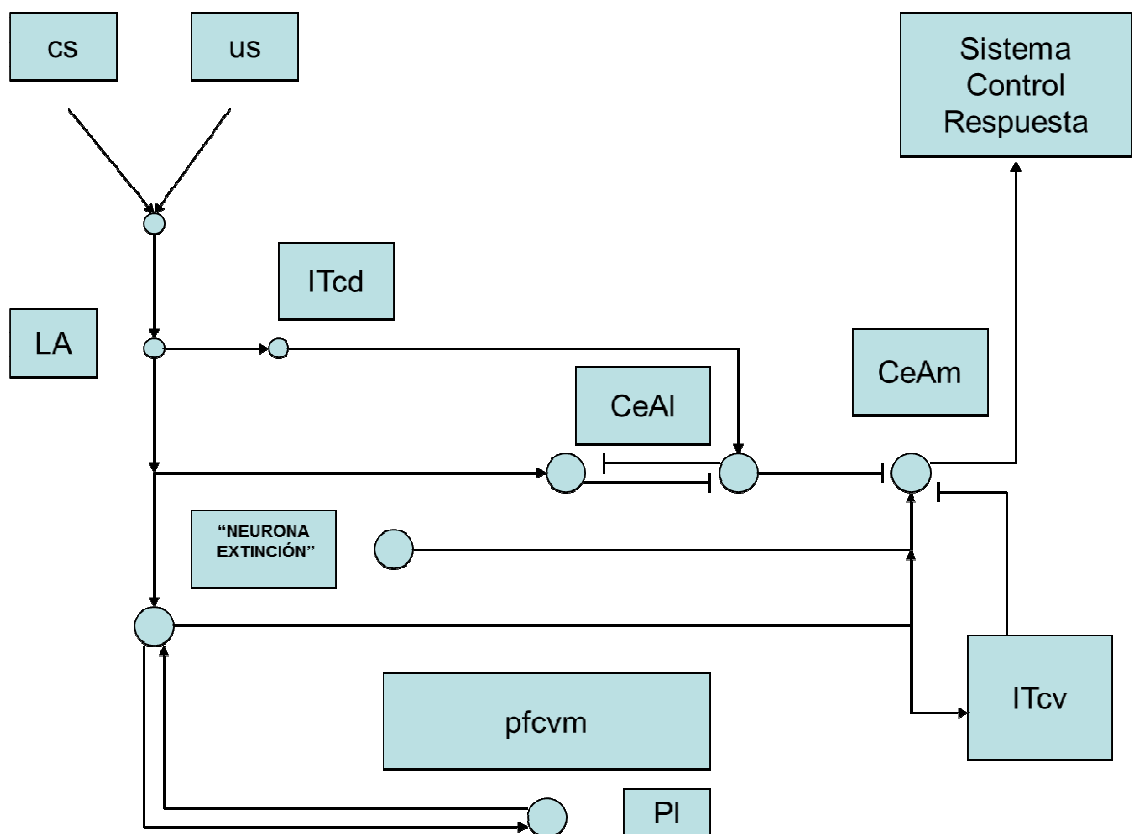 cs
us
Sistema
Control
Respuesta
ITcd
LA
CeAl
CeAm
“NEURONA
EXTINCIÓN”
ITcv
pfcvm
Pl